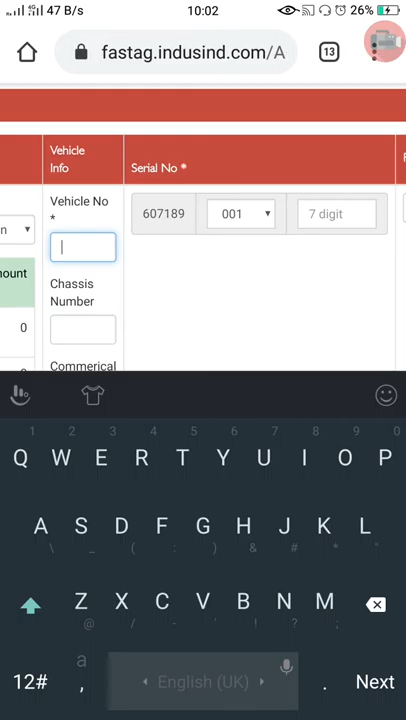 47 B/s 10:02 26%
fastag.indusind.com/A 13
Vehicle Info
Serial No *
Vehicle No *
607189 001 7 digit
n
ount
0
Chassis Number
Commerical
1 2 3 4 5 6 7 8 9 0
Q W E R T Y U I O P
A S D F G H J K L
\ _ ( : ) & # * "
Z X C V B N M
@ / - ' ! ? ;
a
12# , English (UK) . Next